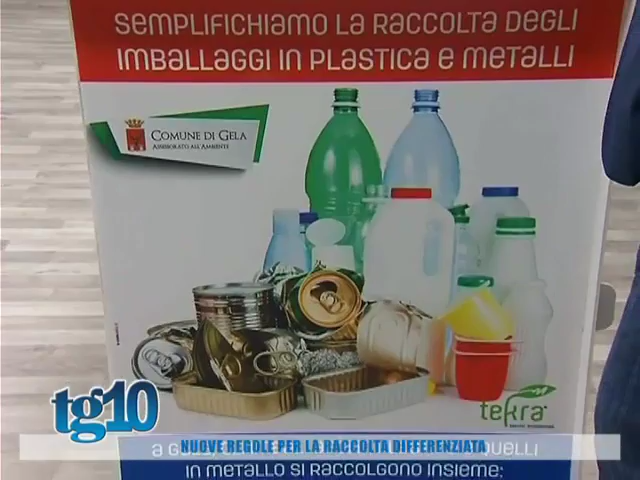 SEMPLIFICHIAMO LA RACCOLTA DEGLI
IMBALLAGGI IN PLASTICA E METALLI
COMUNE DI GELA
ASSESSORATO ALL'AMBIENTE
tekra
tg10
NUOVE REGOLE PER LA RACCOLTA DIFFERENZIATA
QUELLI
IN METALLO SI RACCOLGONO INSIEME: